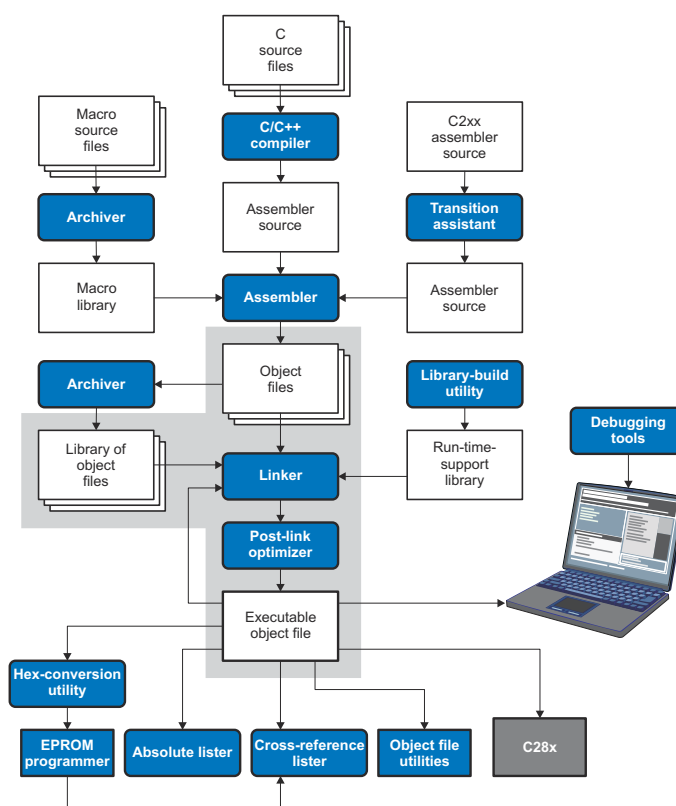 C
source
files
Macro
source
files
C/C++
compiler
C2xx
assembler
source
Archiver
Assembler
source
Transition
assistant
Macro
library
Assembler
Assembler
source
Archiver
Object
files
Library-build
utility
Debugging
tools
Library of
object
files
Linker
Run-time-
support
library
Post-link
optimizer
Executable
object file
Hex-conversion
utility
EPROM
programmer
Absolute lister
Cross-reference
lister
Object file
utilities
C28x